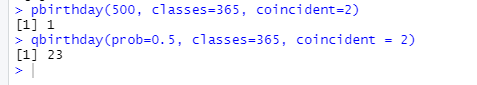 > pbirthday(500, classes=365, coincident=2)
[1] 1
> qbirthday(prob=0.5, classes=365, coincident = 2)
[1] 23
>